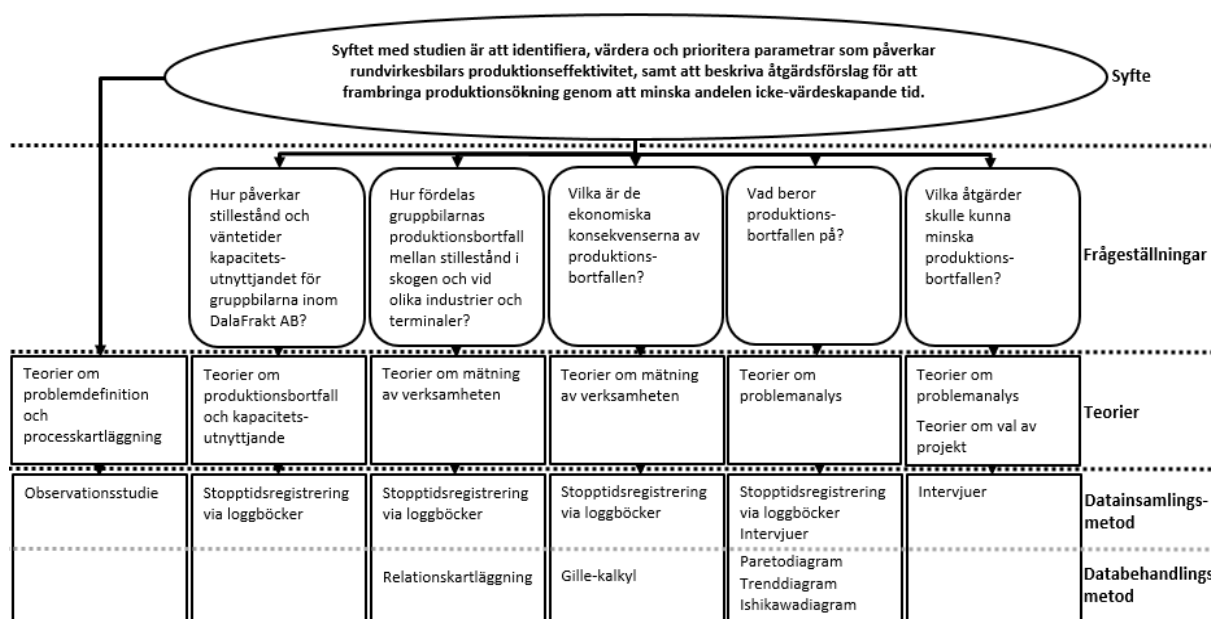 Syftet med studien är att identifiera, värdera och prioritera parametrar som påverkar
rundvirkesbilars produktionseffektivitet, samt att beskriva åtgärdsförslag för att
frambringa produktionsökning genom att minska andelen icke-värdeskapande tid.
Syfte
Hur påverkar
stillestånd och
väntetider
kapacitets-
utnyttjandet för
gruppbilarna inom
DalaFrakt AB?
Hur fördelas
gruppbilarnas
produktionsbortfall
mellan stillestånd i
skogen och vid
olika industrier och
terminaler?
Vilka är de
ekonomiska
konsekvenserna av
produktions-
bortfallen?
Vad beror
produktions-
bortfallen på?
Vilka åtgärder
skulle kunna
minska
produktions-
bortfallen?
Frågeställningar
Teorier om
problemdefinition
och
processkartläggning
Teorier om
produktionsbortfall
och kapacitets-
utnyttjande
Teorier om mätning
av verksamheten
Teorier om mätning
av verksamheten
Teorier om
problemanalys
Teorier om
problemanalys
Teorier om val av
projekt
Teorier
Observationsstudie
Stopptidsregistrering
via loggböcker
Stopptidsregistrering
via loggböcker
Stopptidsregistrering
via loggböcker
Stopptidsregistrering
via loggböcker
Intervjuer
Intervjuer
Datainsamlings-
metod
Relationskartläggning
Gille-kalkyl
Paretodiagram
Trenddiagram
Ishikawadiagram
Databehandlings
metod